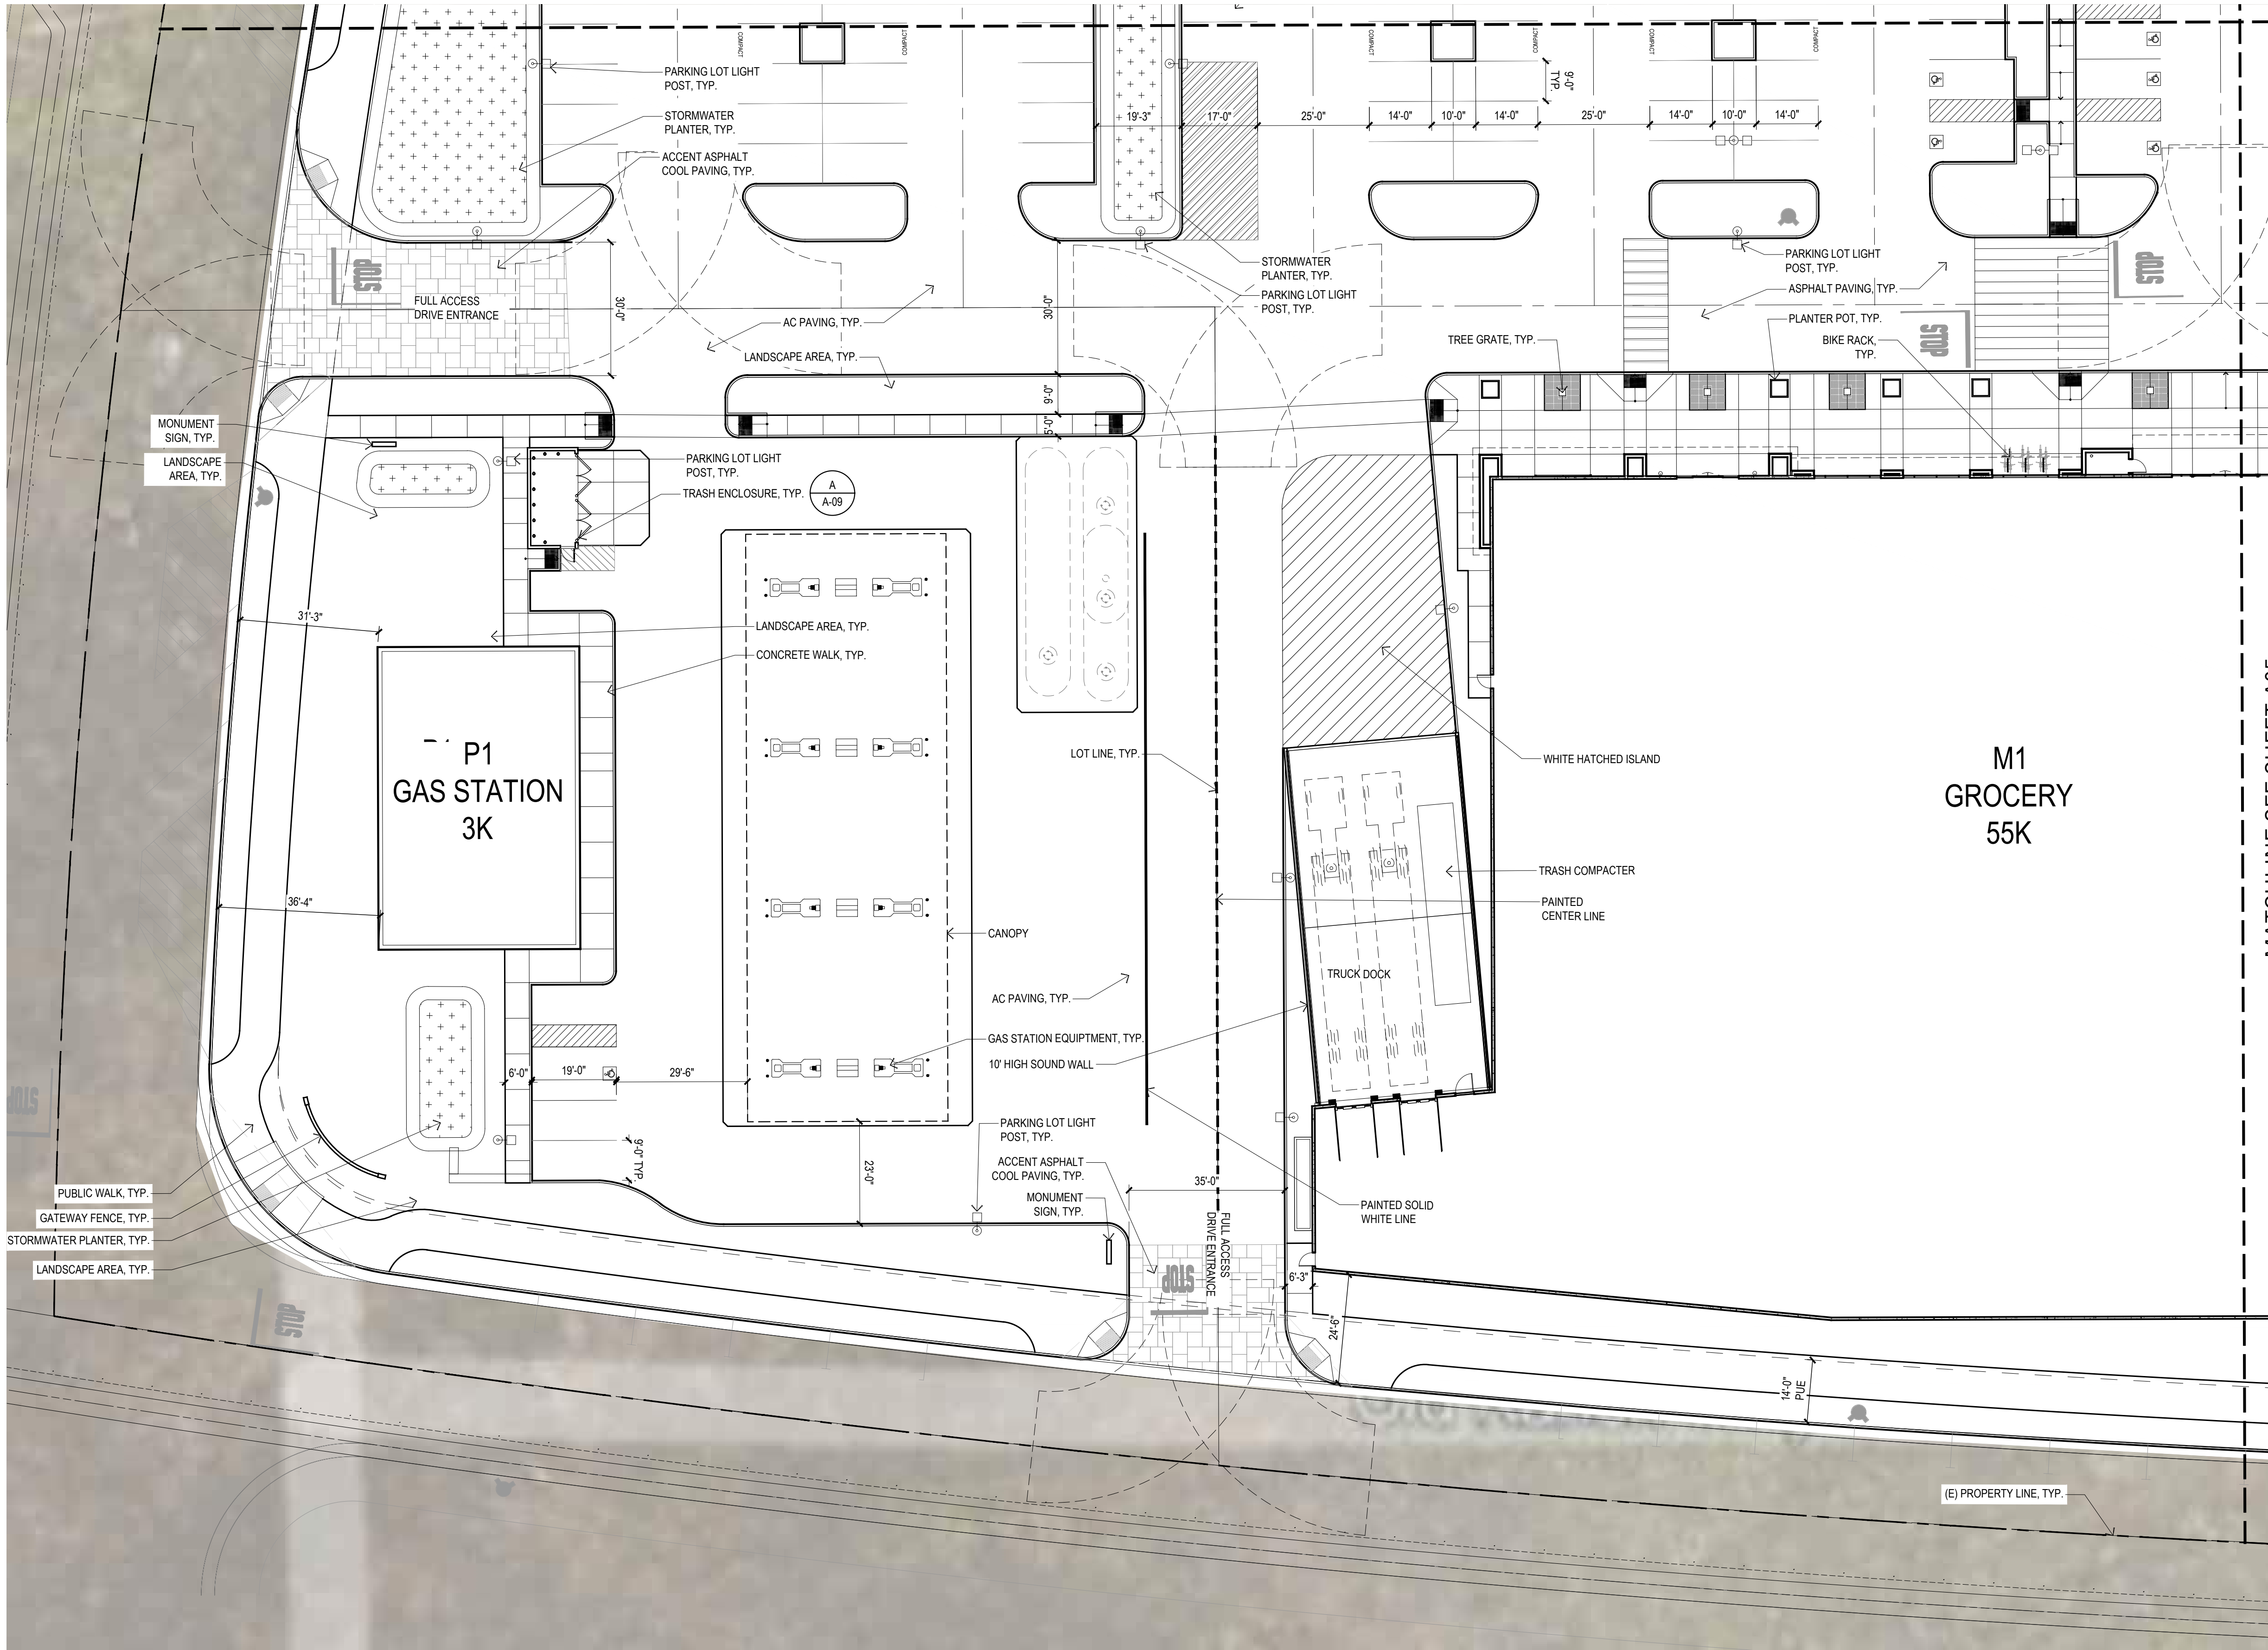 COMPACT
COMPACT
COMPACT
COMPACT
COMPACT
COMPACT
PARKING LOT LIGHT
POST, TYP.
9'-0"
TYP.
STORMWATER
PLANTER, TYP.
19'-3"
17'-0"
25'-0"
14'-0"
10'-0"
14'-0"
25'-0"
14'-0"
10'-0"
14'-0"
ACCENT ASPHALT
COOL PAVING, TYP.
STOP
FULL ACCESS
DRIVE ENTRANCE
30'-0"
30'-0"
STORMWATER
PLANTER, TYP.
PARKING LOT LIGHT
POST, TYP.
PARKING LOT LIGHT
POST, TYP.
STOP
ASPHALT PAVING, TYP.
AC PAVING, TYP.
PLANTER POT, TYP.
STOP
TREE GRATE, TYP.
BIKE RACK,
TYP.
LANDSCAPE AREA, TYP.
9'-0"
5'-0"
MONUMENT
SIGN, TYP.
LANDSCAPE
AREA, TYP.
PARKING LOT LIGHT
POST, TYP.
TRASH ENCLOSURE, TYP.
A
A-09
31'-3"
LANDSCAPE AREA, TYP.
CONCRETE WALK, TYP.
P1
GAS STATION
3K
LOT LINE, TYP.
WHITE HATCHED ISLAND
M1
GROCERY
55K
TRASH COMPACTER
36'-4"
PAINTED
CENTER LINE
CANOPY
TRUCK DOCK
AC PAVING, TYP.
GAS STATION EQUIPTMENT, TYP.
10' HIGH SOUND WALL
6'-0"
19'-0"
29'-6"
STOP
PARKING LOT LIGHT
POST, TYP.
9'-0" TYP.
23'-0"
ACCENT ASPHALT
COOL PAVING, TYP.
35'-0"
MONUMENT
SIGN, TYP.
PUBLIC WALK, TYP.
GATEWAY FENCE, TYP.
STORMWATER PLANTER, TYP.
LANDSCAPE AREA, TYP.
PAINTED SOLID
WHITE LINE
FULL ACCESS
DRIVE ENTRANCE
STOP
STOP
6'-3"
24'-6"
14'-0"
PUE
(E) PROPERTY LINE, TYP.